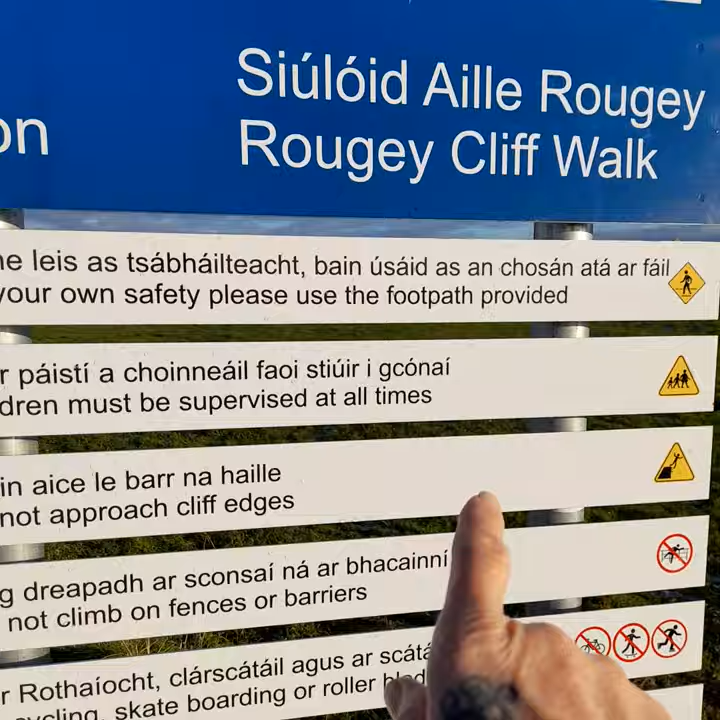 on
Siúlóid Aille Rougey
Rougey Cliff Walk
leis as tsábháilteacht, bain úsáid as an chosán atá ar fáil
your own safety please use the footpath provided
páistí a choinneáil faoi stiúir i gcónaí
dren must be supervised at all times
in aice le barr na haille
not approach cliff edges
g dreapadh ar sconsaí ná ar bhacainní
not climb on fences or barriers
r Rothaíocht, clárscátáil agus ar scátá
ycling, skate boarding or roller